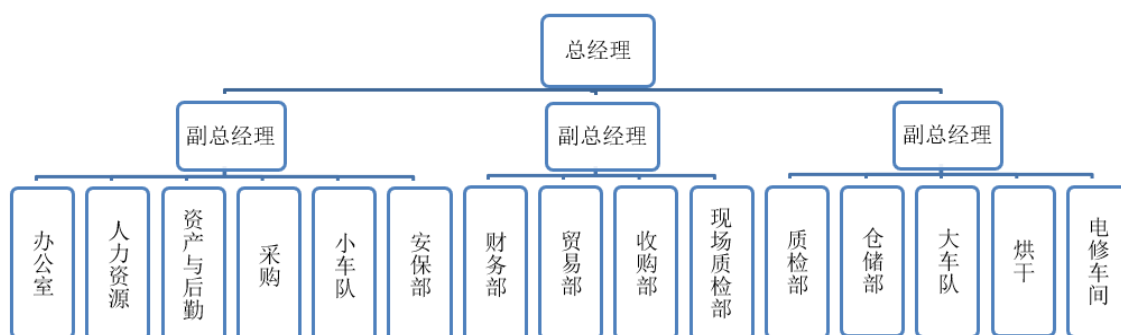 总经理
副总经理
副总经理
副总经理
办公室
人力资源
资产与后勤
采购
小车队
安保部
财务部
贸易部
收购部
现场质检部
质检部
仓储部
大车队
烘干
电修车间